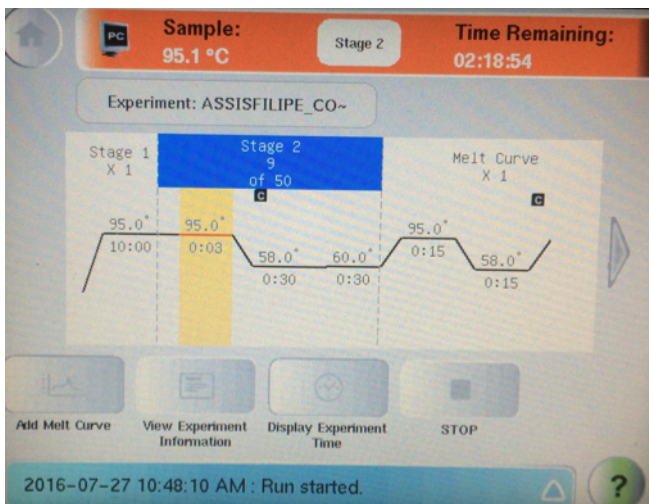 PC
Sample:
95.1 °C
Stage 2
Time Remaining:
02:18:54
Experiment: ASSISFILIPE_CO~
Stage 1
X 1
Stage 2
9
of 50
Melt Curve
X 1
C
C
95.0°
10:00
95.0°
0:03
58.0°
0:30
60.0°
0:30
95.0°
0:15
58.0°
0:15
Add Melt Curve
View Experiment
Information
Display Experiment
Time
STOP
2016-07-27 10:48:10 AM : Run started.
?